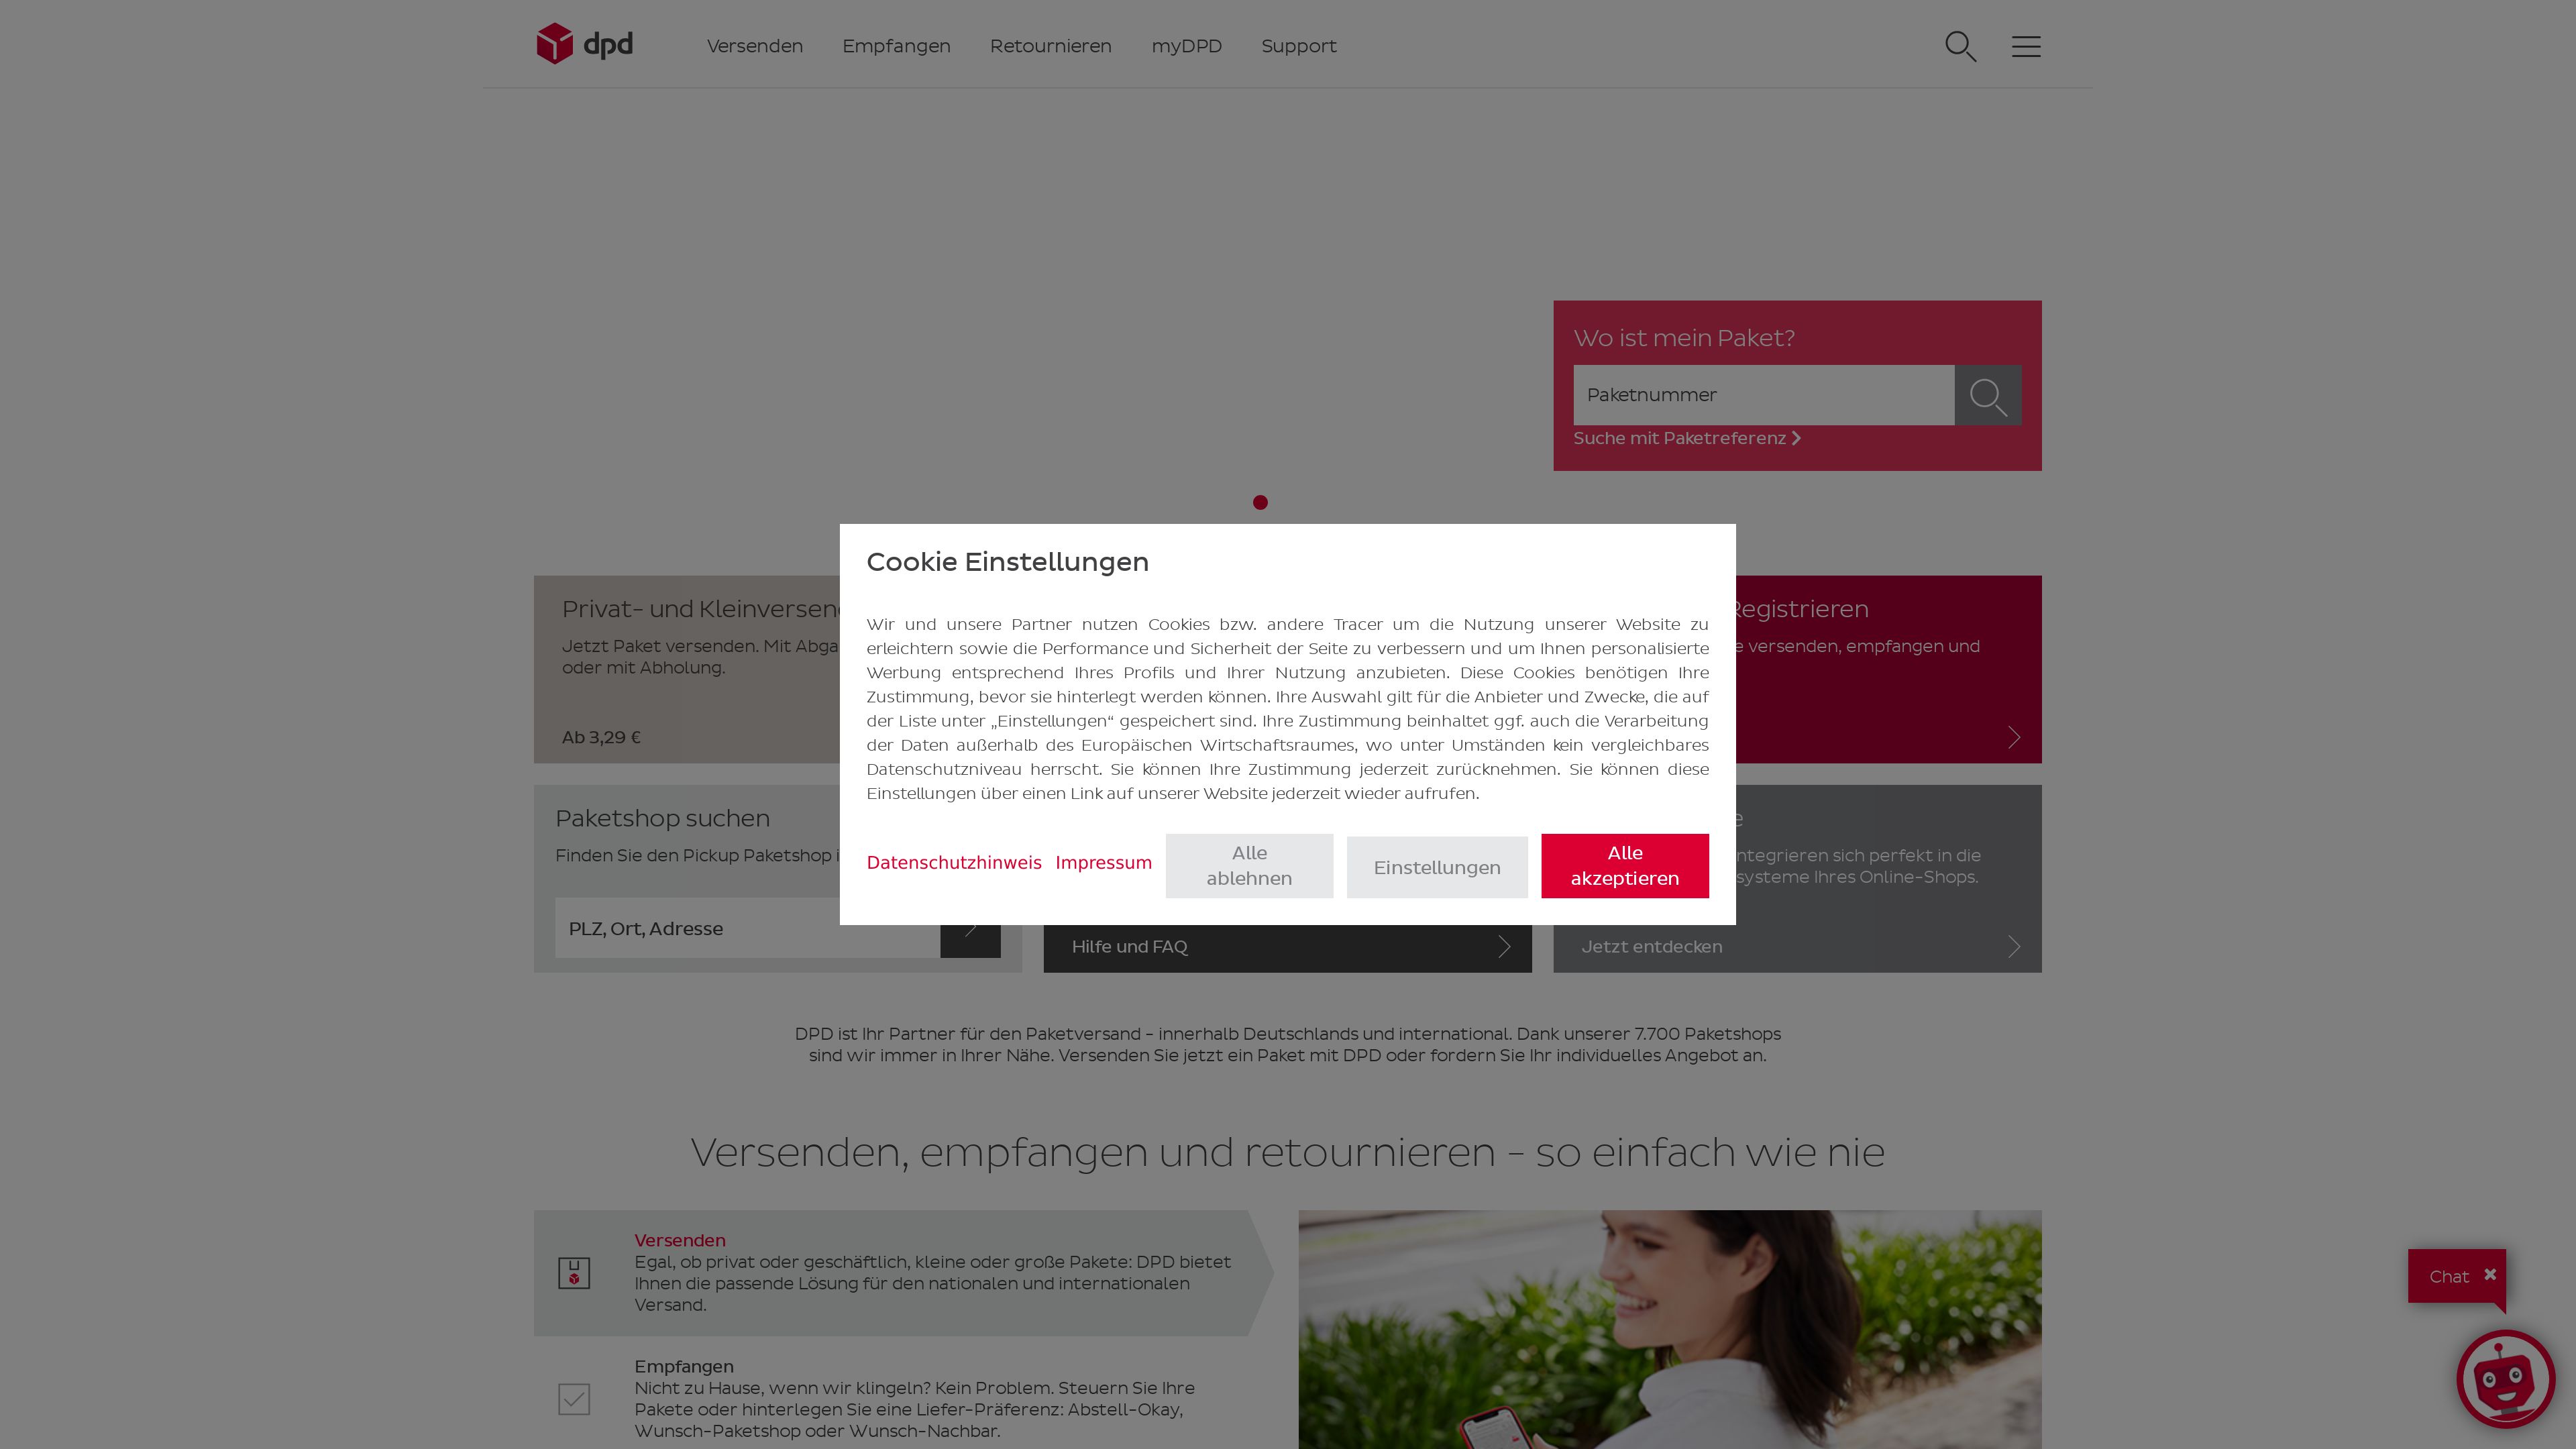 dpd
Versenden
Empfangen
Retournieren
myDPD
Support
Wo ist mein Paket?
Paketnummer
Suche mit Paketreferenz
Cookie Einstellungen
Wir und unsere Partner nutzen Cookies bzw. andere Tracer um die Nutzung unserer Website zu
erleichtern sowie die Performance und Sicherheit der Seite zu verbessern und um Ihnen personalisierte
Werbung entsprechend Ihres Profils und Ihrer Nutzung anzubieten. Diese Cookies benötigen Ihre
Zustimmung, bevor sie hinterlegt werden können. Ihre Auswahl gilt für die Anbieter und Zwecke, die auf
der Liste unter „Einstellungen“ gespeichert sind. Ihre Zustimmung beinhaltet ggf. auch die Verarbeitung
der Daten außerhalb des Europäischen Wirtschaftsraumes, wo unter Umständen kein vergleichbares
Datenschutzniveau herrscht. Sie können Ihre Zustimmung jederzeit zurücknehmen. Sie können diese
Einstellungen über einen Link auf unserer Website jederzeit wieder aufrufen.
Datenschutzhinweis
Impressum
Alle
ablehnen
Einstellungen
Alle
akzeptieren
Privat- und Kleinversen
Jetzt Paket versenden. Mit Abga
oder mit Abholung.
Ab 3,29 €
Registrieren
versenden, empfangen und
Paketshop suchen
Finden Sie den Pickup Paketshop
PLZ, Ort, Adresse
Hilfe und FAQ
ntegrieren sich perfekt in die
systeme Ihres Online-Shops.
Jetzt entdecken
DPD ist Ihr Partner für den Paketversand - innerhalb Deutschlands und international. Dank unserer 7.700 Paketshops
sind wir immer in Ihrer Nähe. Versenden Sie jetzt ein Paket mit DPD oder fordern Sie Ihr individuelles Angebot an.
Versenden, empfangen und retournieren - so einfach wie nie
Versenden
Egal, ob privat oder geschäftlich, kleine oder große Pakete: DPD bietet
Ihnen die passende Lösung für den nationalen und internationalen
Versand.
Empfangen
Nicht zu Hause, wenn wir klingeln? Kein Problem. Steuern Sie Ihre
Pakete oder hinterlegen Sie eine Liefer-Präferenz: Abstell-Okay,
Wunsch-Paketshop oder Wunsch-Nachbar.
Chat